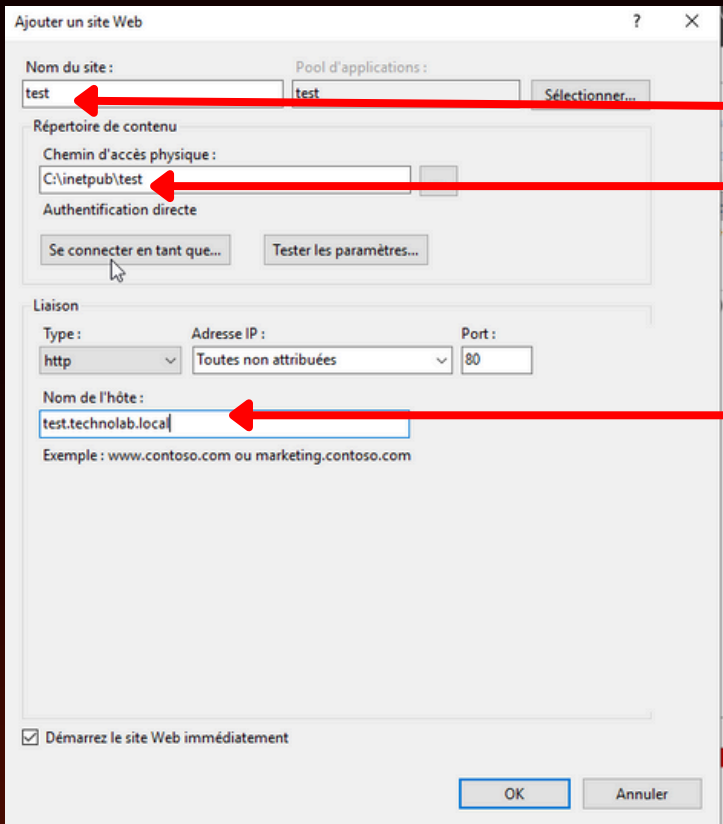 Ajouter un site Web ?
Nom du site : Pool d'applications :
test test Sélectionner...
Répertoire de contenu
Chemin d'accès physique :
C:\inetpub\test ...
Authentification directe
Se connecter en tant que... Tester les paramètres...
Liaison
Type : Adresse IP : Port :
http Toutes non attribuées 80
Nom de l'hôte :
test.technolab.local
Exemple : www.contoso.com ou marketing.contoso.com
Démarrez le site Web immédiatement
OK Annuler